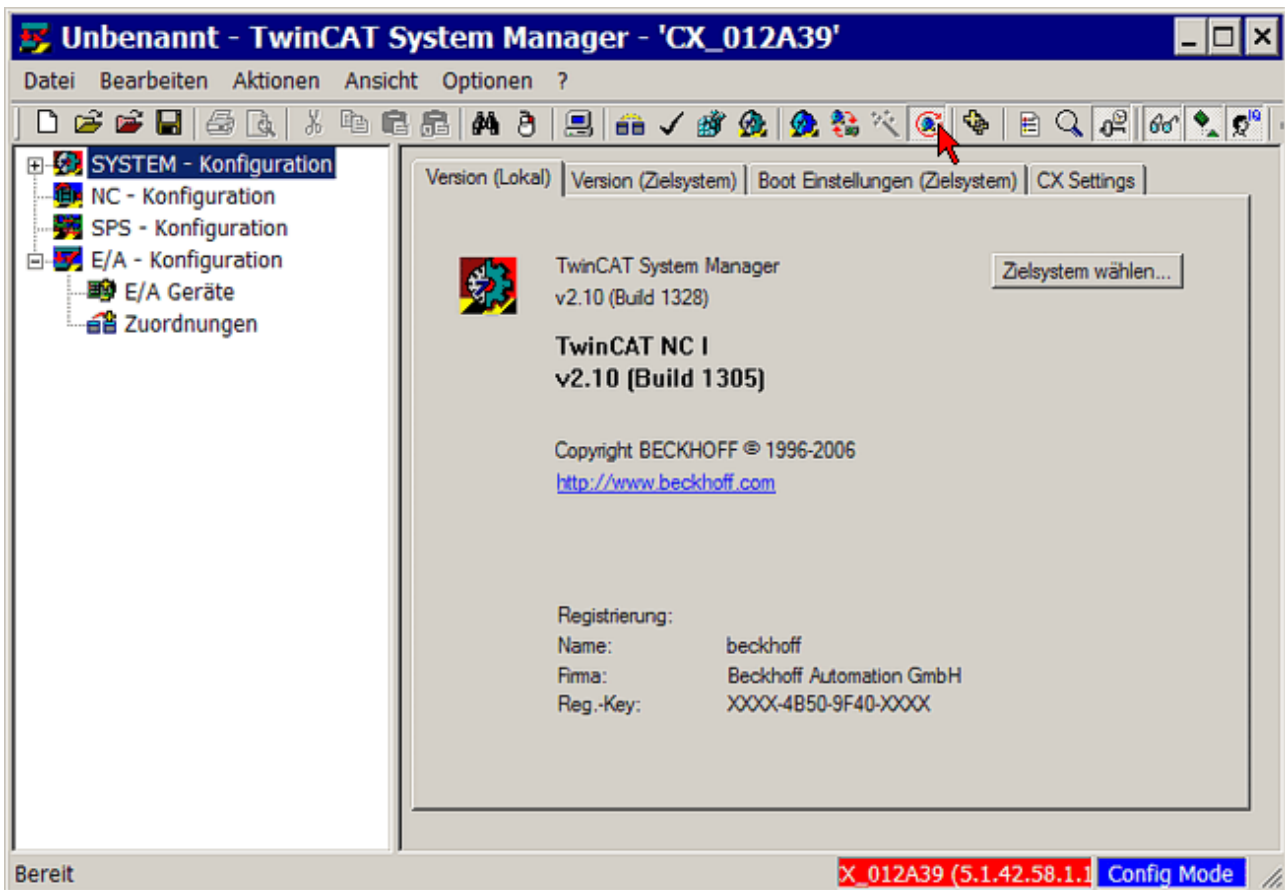 Unbenannt - TwinCAT System Manager - 'CX_012A39'
Datei Bearbeiten Aktionen Ansicht Optionen ?
SYSTEM - Konfiguration
NC - Konfiguration
SPS - Konfiguration
E/A - Konfiguration
E/A Geräte
Zuordnungen
Version (Lokal) Version (Zielsystem) Boot Einstellungen (Zielsystem) CX Settings
TwinCAT System Manager
v2.10 (Build 1328)
Zielsystem wählen...
TwinCAT NC I
v2.10 (Build 1305)
Copyright BECKHOFF © 1996-2006
http://www.beckhoff.com
Registrierung:
Name: beckhoff
Firma: Beckhoff Automation GmbH
Reg.-Key: XXXX-4B50-9F40-XXXX
Bereit X_012A39 (5.1.42.58.1.1 Config Mode